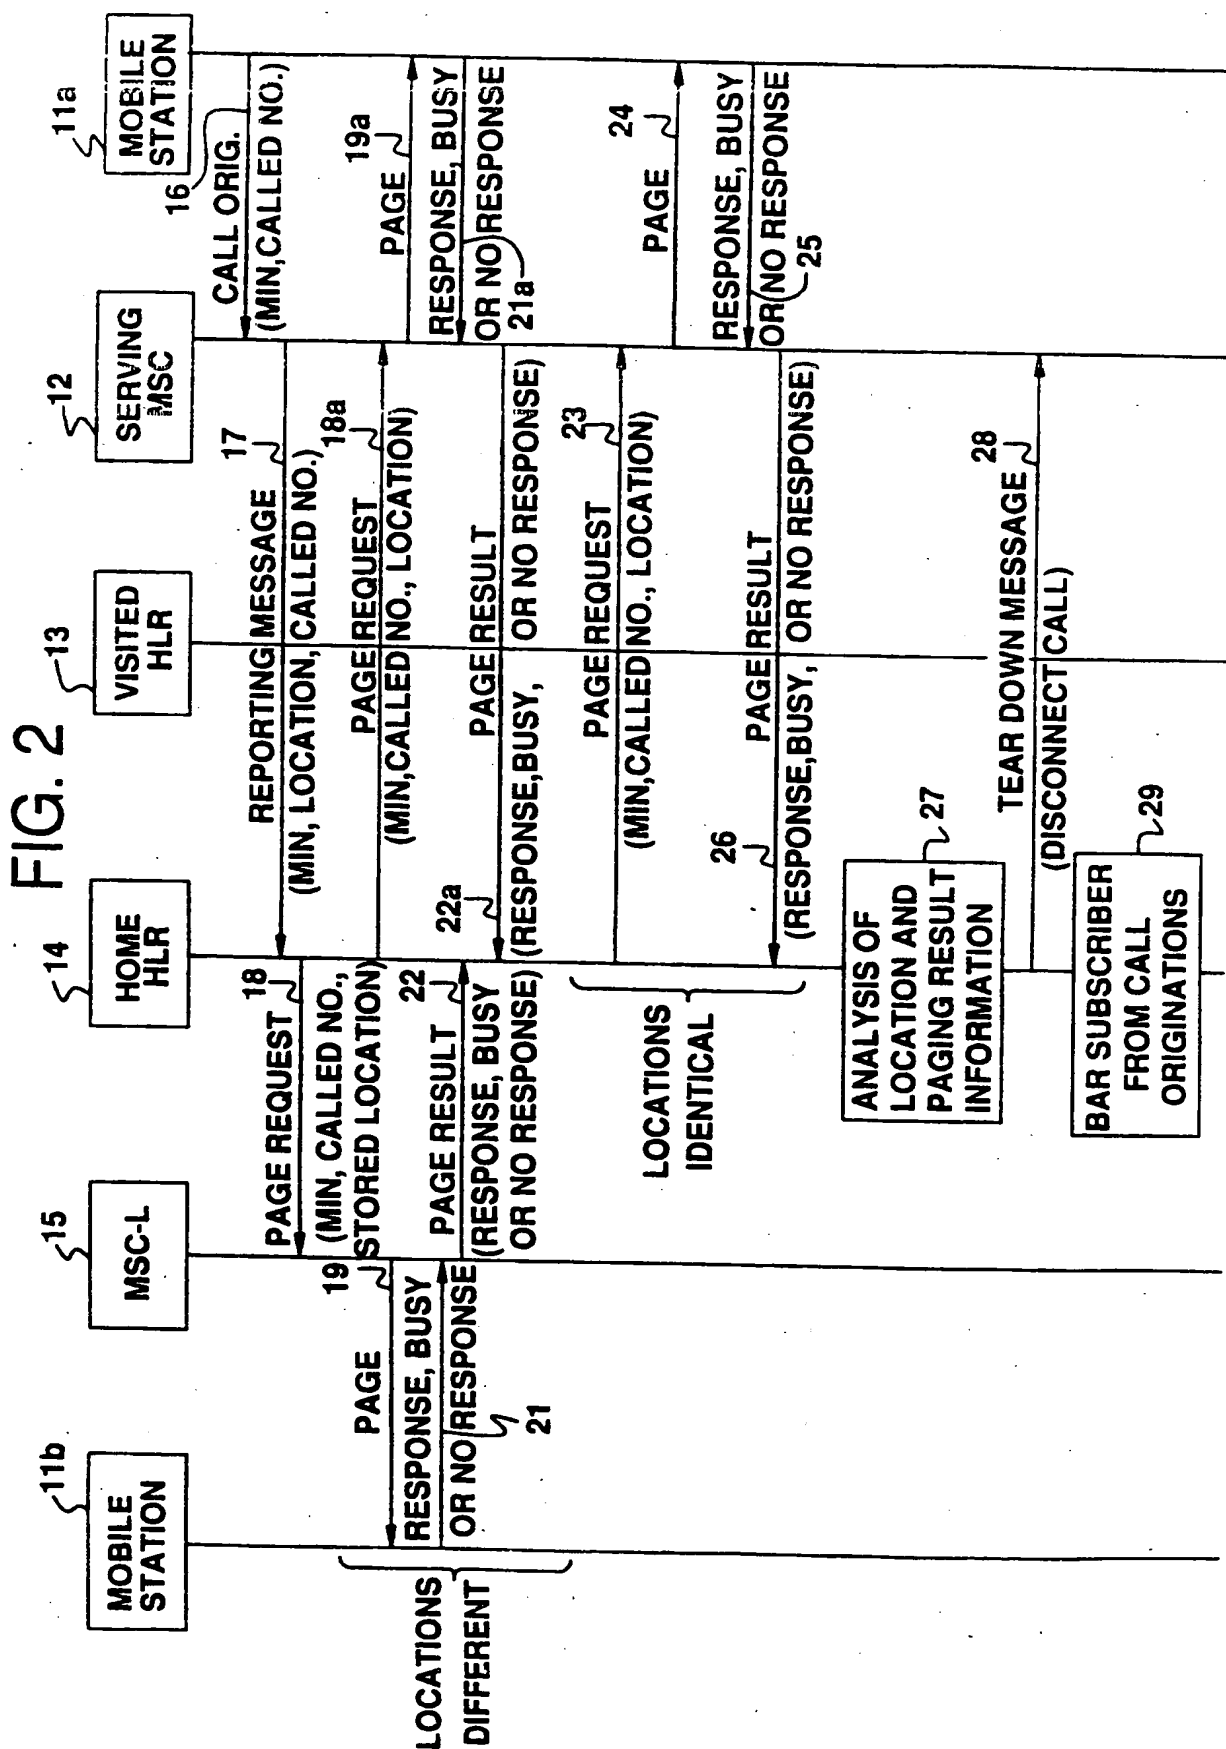 FIG. 2
11b
MOBILE
STATION
15
MSC-L
14
HOME
HLR
13
VISITED
HLR
12
SERVING
MSC
11a
MOBILE
STATION
16
CALL ORIG.
(MIN,CALLED NO.)
17
REPORTING MESSAGE
(MIN, LOCATION, CALLED NO.)
18
PAGE REQUEST
(MIN, CALLED NO.,
STORED LOCATION)
18a
PAGE REQUEST
(MIN,CALLED NO., LOCATION)
19
PAGE
19a
PAGE
RESPONSE, BUSY
OR NO RESPONSE
21
RESPONSE, BUSY
OR NO RESPONSE
21a
22
PAGE RESULT
(RESPONSE, BUSY
OR NO RESPONSE)
22a
PAGE RESULT
(RESPONSE,BUSY, OR NO RESPONSE)
LOCATIONS
DIFFERENT
23
PAGE REQUEST
(MIN,CALLED NO., LOCATION)
24
PAGE
RESPONSE, BUSY
OR NO RESPONSE
25
26
PAGE RESULT
(RESPONSE,BUSY, OR NO RESPONSE)
LOCATIONS
IDENTICAL
ANALYSIS OF
LOCATION AND
PAGING RESULT
INFORMATION
27
TEAR DOWN MESSAGE
28
(DISCONNECT CALL)
BAR SUBSCRIBER
FROM CALL
ORIGINATIONS
29